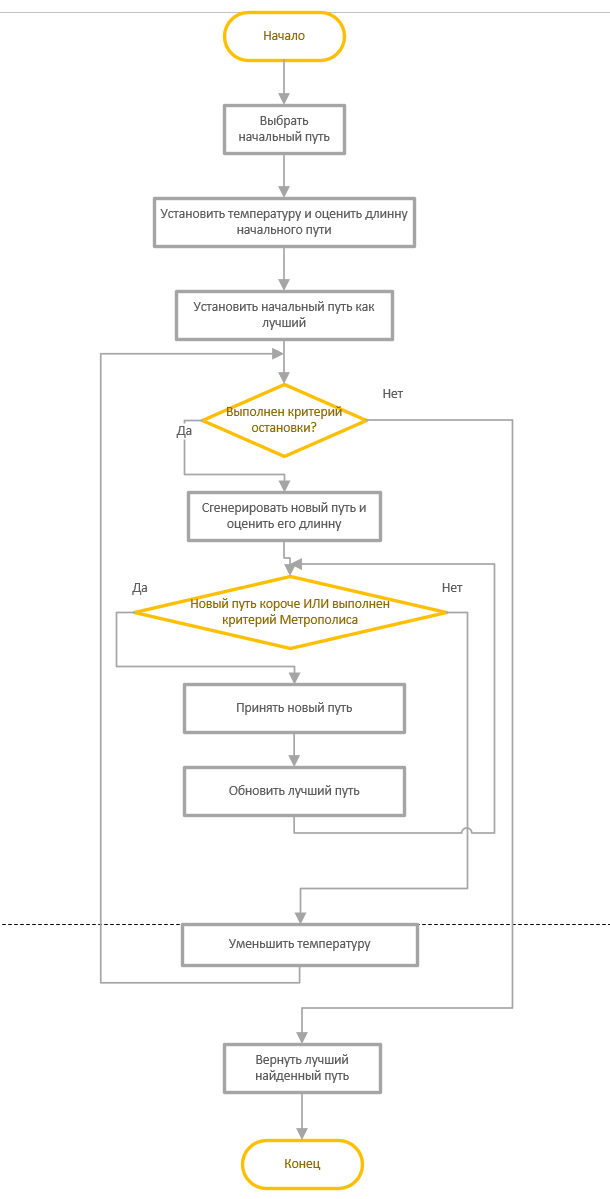 Начало
Выбрать
начальный путь
Установить температуру и оценить длинну
начального пути
Установить начальный путь как
лучший
Нет
Выполнен критерий
остановки?
Да
Сгенерировать новый путь и
оценить его длинну
Да
Нет
Новый путь короче ИЛИ выполнен
критерий Метрополиса
Принять новый путь
Обновить лучший путь
Уменьшить температуру
Вернуть лучший
найденный путь
Конец